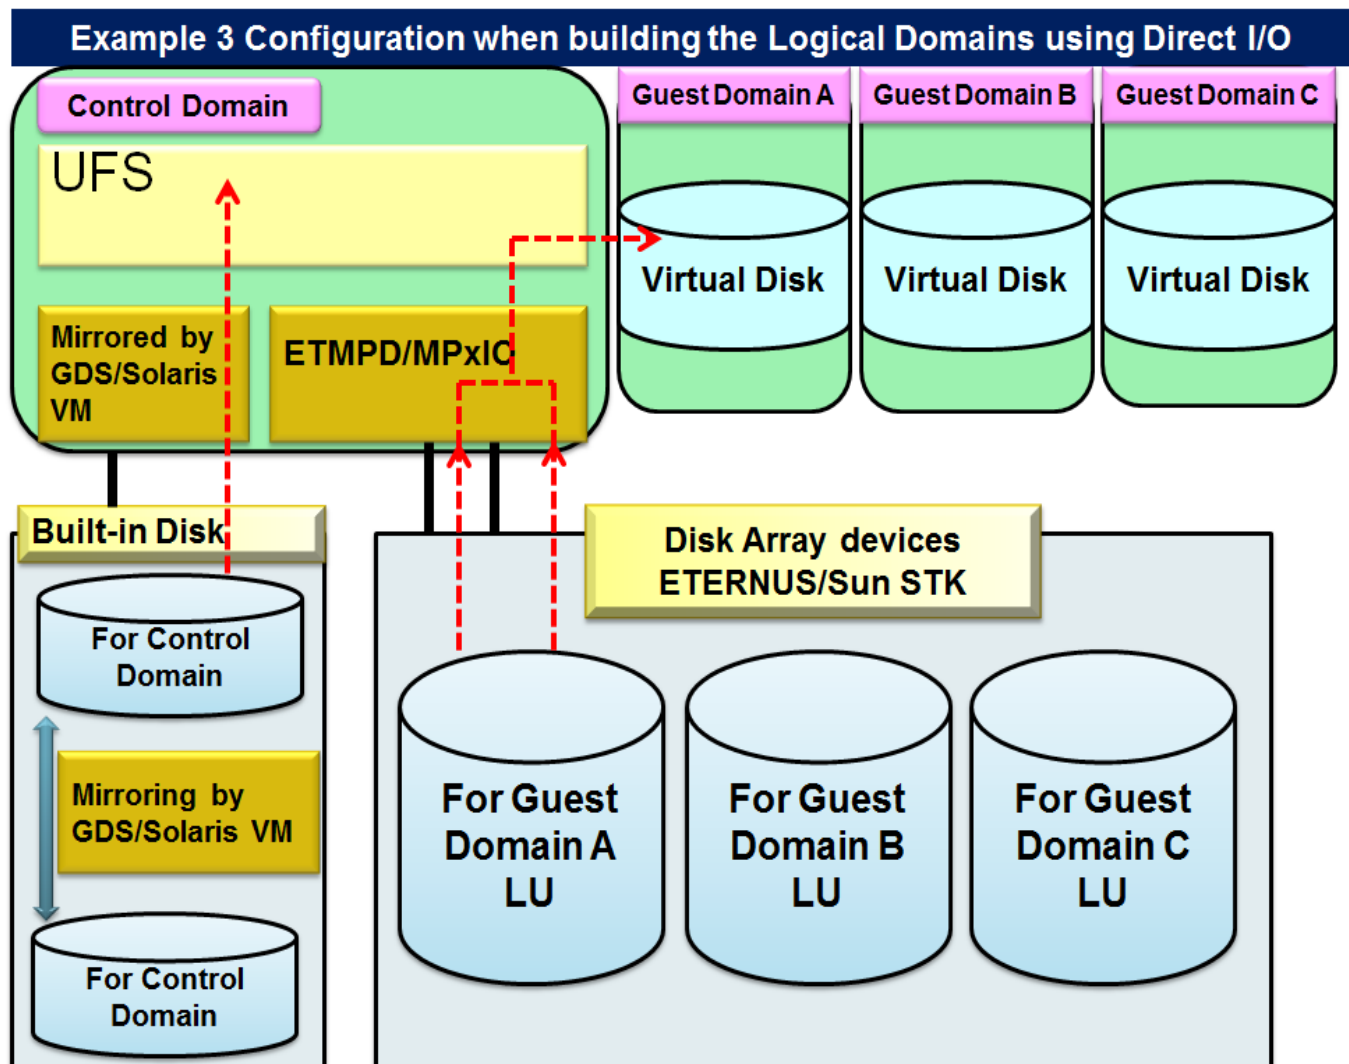 Example 3 Configuration when building the Logical Domains using Direct I/O
Control Domain
Guest Domain A
Guest Domain B
Guest Domain C
UFS
Virtual Disk
Virtual Disk
Virtual Disk
Mirrored by
GDS/Solaris
VM
ETMPD/MPxIO
Built-in Disk
Disk Array devices
ETERNUS/Sun STK
For Control
Domain
Mirroring by
GDS/Solaris VM
For Control
Domain
For Guest
Domain A
LU
For Guest
Domain B
LU
For Guest
Domain C
LU